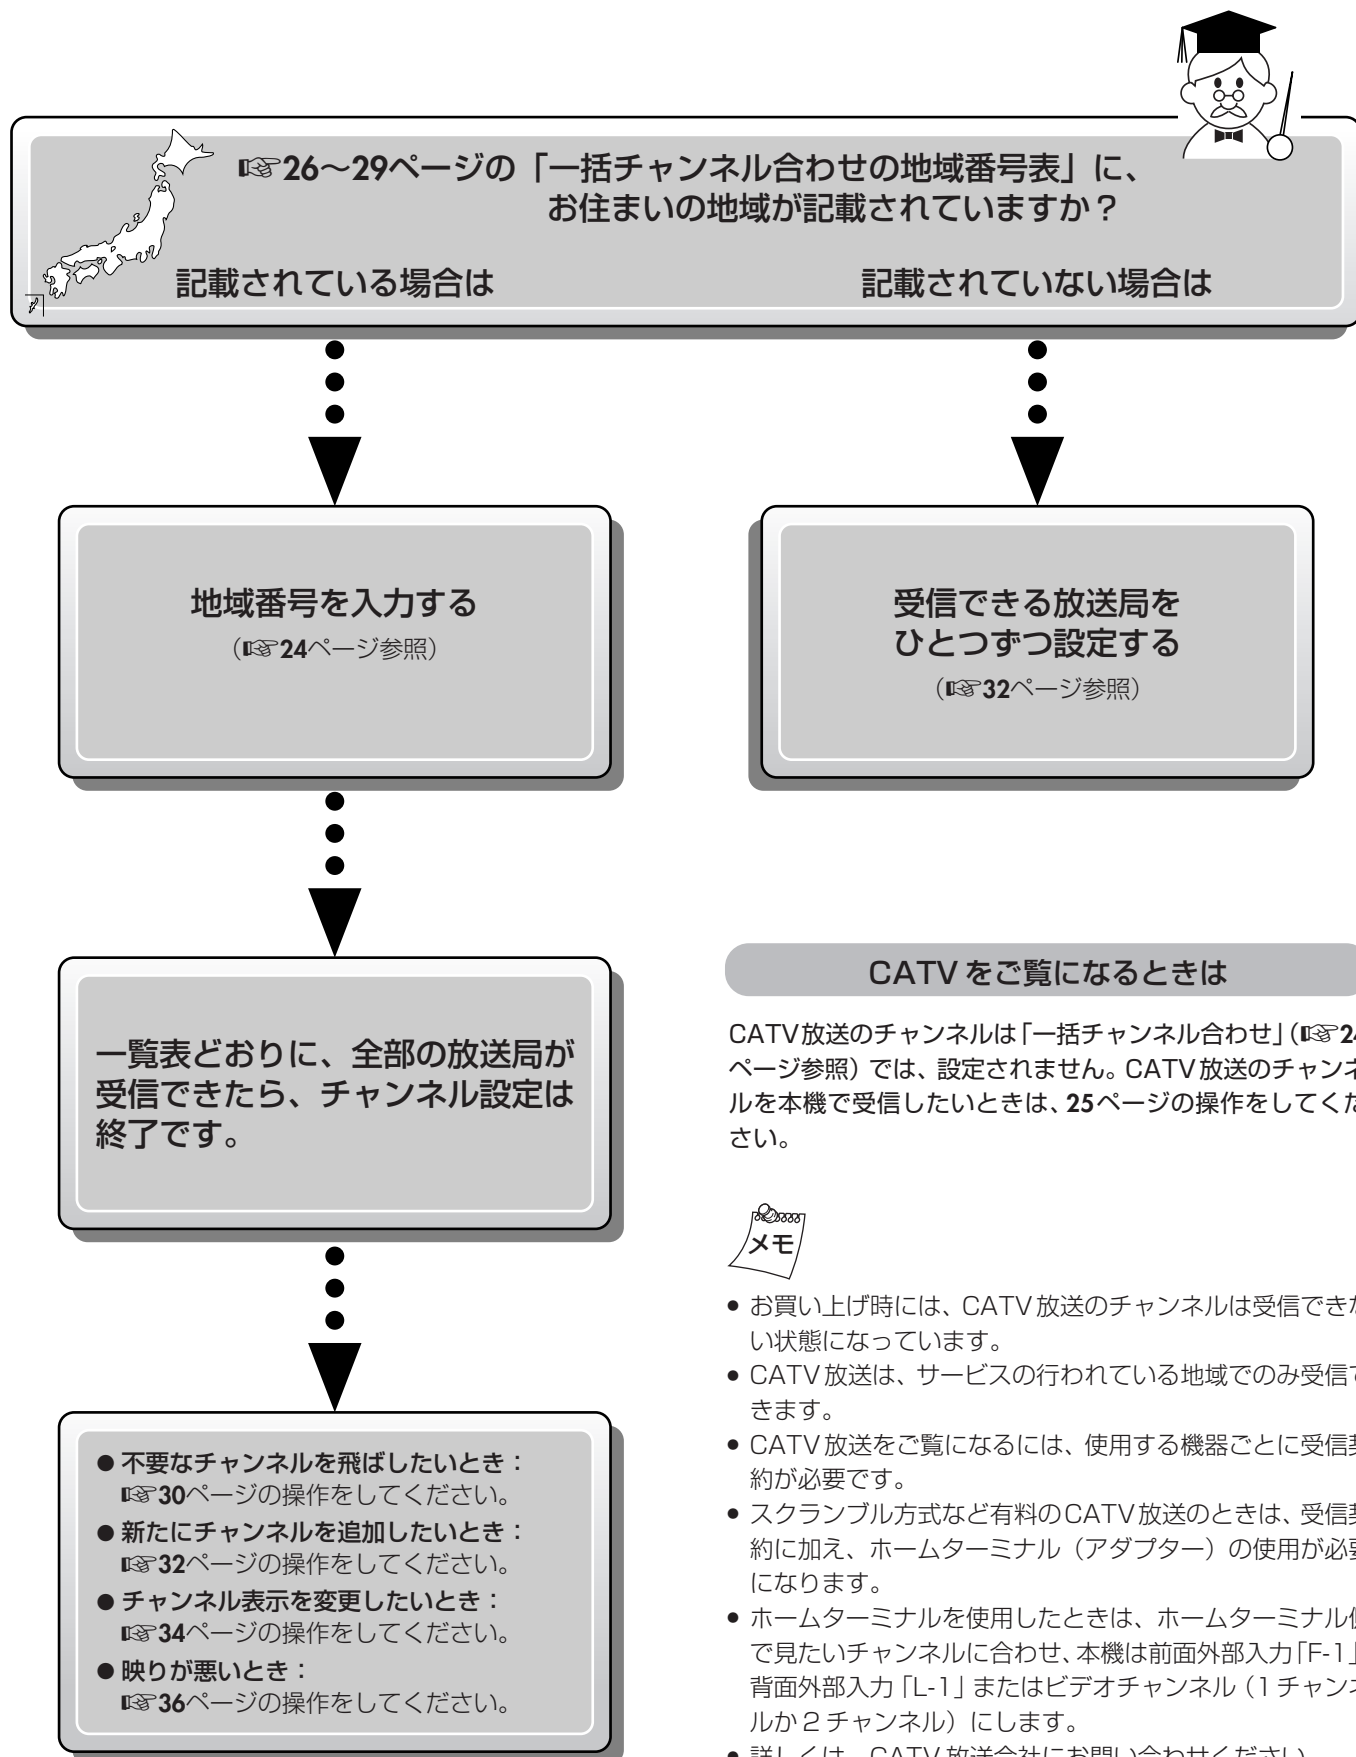 ☞26～29ページの「一括チャンネル合わせの地域番号表」に、
お住まいの地域が記載されていますか？
記載されている場合は
記載されていない場合は
地域番号を入力する
（☞24ページ参照）
受信できる放送局を
ひとつずつ設定する
（☞32ページ参照）
一覧表どおりに、全部の放送局が
受信できたら、チャンネル設定は
終了です。
● 不要なチャンネルを飛ばしたいとき：
☞30ページの操作をしてください。
● 新たにチャンネルを追加したいとき：
☞32ページの操作をしてください。
● チャンネル表示を変更したいとき：
☞34ページの操作をしてください。
● 映りが悪いとき：
☞36ページの操作をしてください。
CATV をご覧になるときは
CATV放送のチャンネルは「一括チャンネル合わせ」（☞24
ページ参照）では、設定されません。CATV放送のチャンネ
ルを本機で受信したいときは、25ページの操作をしてくだ
さい。
メモ
● お買い上げ時には、CATV放送のチャンネルは受信できな
い状態になっています。
● CATV放送は、サービスの行われている地域でのみ受信で
きます。
● CATV放送をご覧になるには、使用する機器ごとに受信契
約が必要です。
● スクランブル方式など有料のCATV放送のときは、受信契
約に加え、ホームターミナル（アダプター）の使用が必要
になります。
● ホームターミナルを使用したときは、ホームターミナル側
で見たいチャンネルに合わせ、本機は前面外部入力「F-1」
背面外部入力「L-1」またはビデオチャンネル（1チャンネ
ルか2チャンネル）にします。
● 詳しくは、CATV放送会社にお問い合わせください。